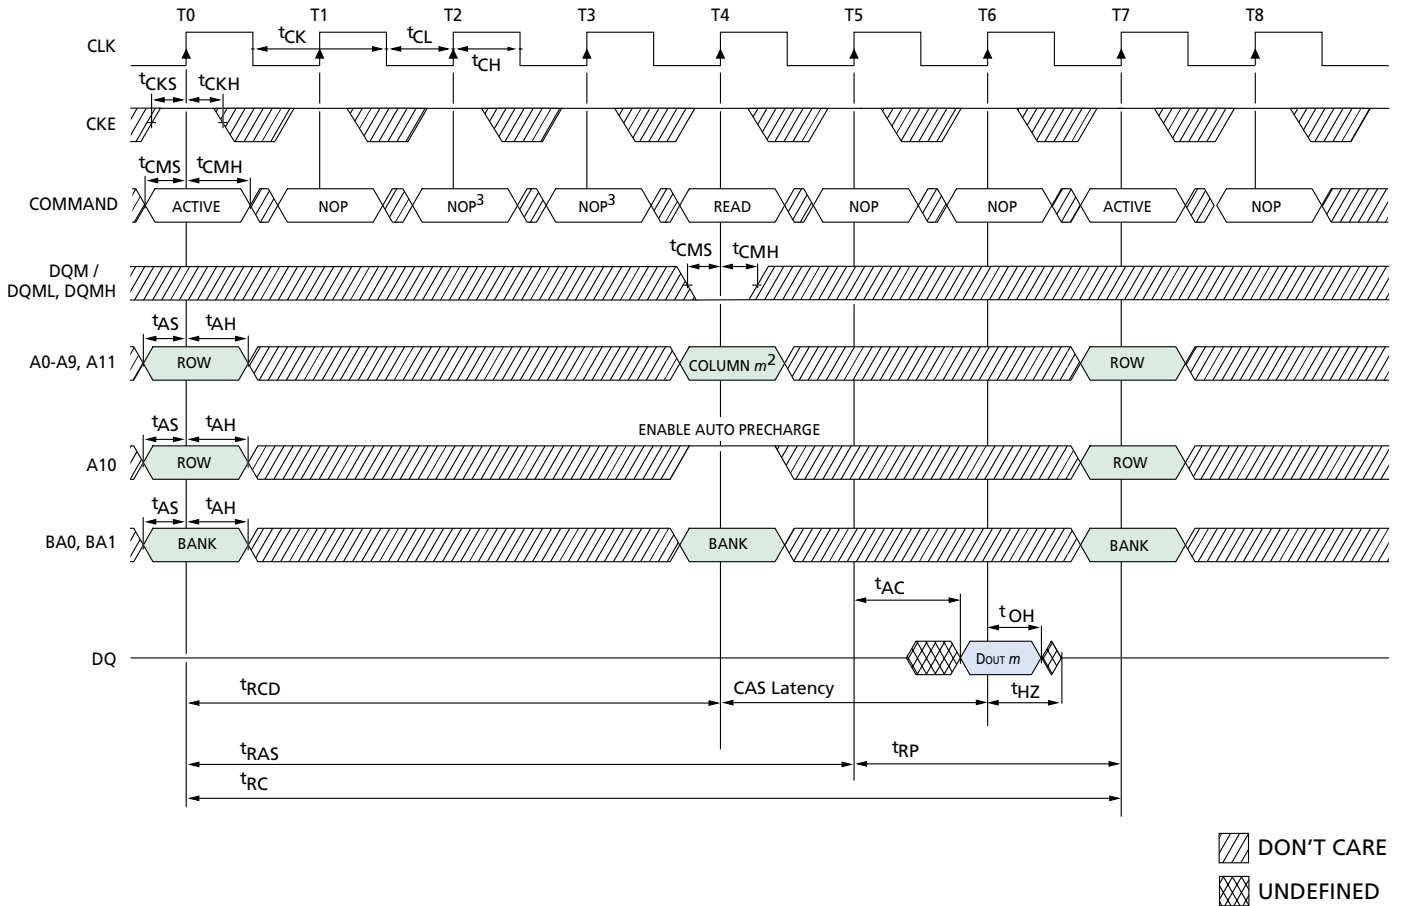 T0 T1 T2 T3 T4 T5 T6 T7 T8
CLK
tCK tCL tCH
tCKS tCKH
CKE
tCMS tCMH
COMMAND ACTIVE NOP NOP3 NOP3 READ NOP NOP ACTIVE NOP
tCMS tCMH
DQM /
DQML, DQMH
tAS tAH
A0-A9, A11 ROW COLUMN m2 ROW
ENABLE AUTO PRECHARGE
tAS tAH
A10 ROW ROW
tAS tAH
BA0, BA1 BANK BANK BANK
tAC
tOH
DQ DOUT m
tRCD CAS Latency tHZ
tRAS tRP
tRC
DON'T CARE
UNDEFINED